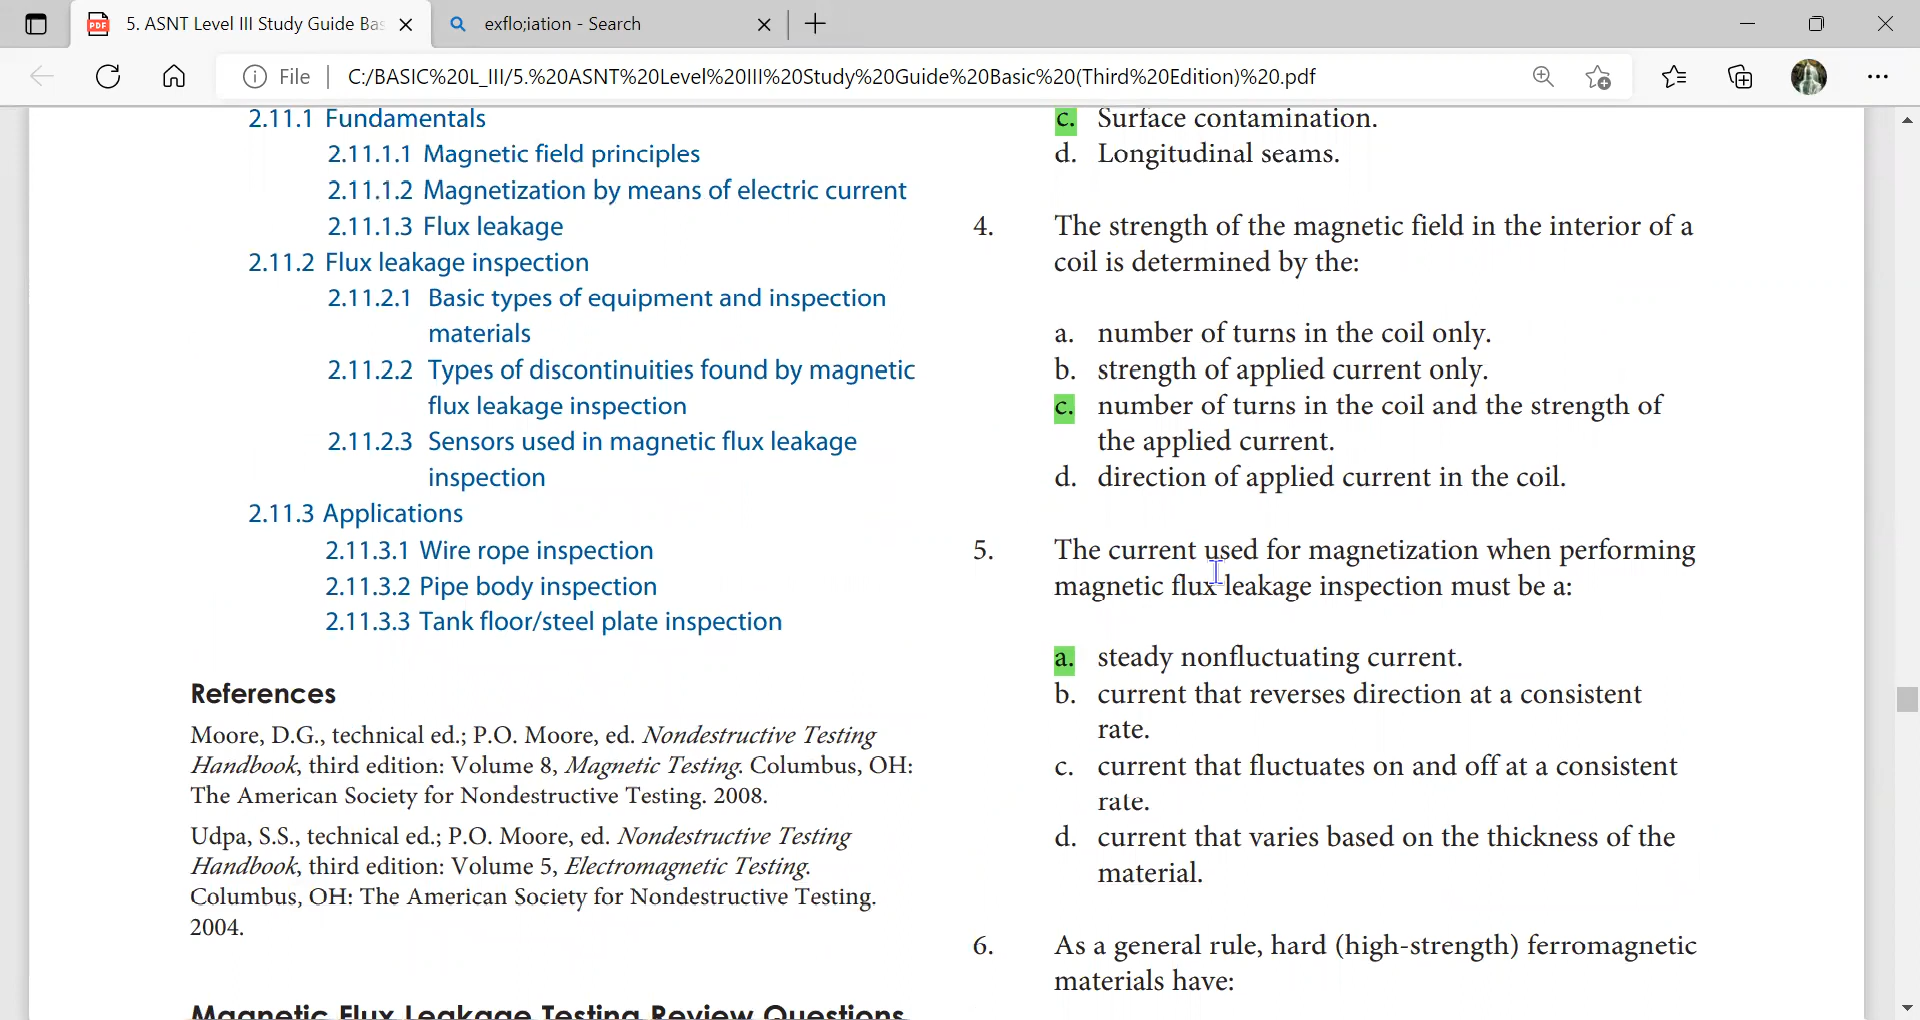 5. ASNT Level III Study Guide Bas
exflo;iation - Search
File
C:/BASIC%20L_III/5.%20ASNT%20Level%20III%20Study%20Guide%20Basic%20(Third%20Edition)%20.pdf
2.11.1 Fundamentals
2.11.1.1 Magnetic field principles
2.11.1.2 Magnetization by means of electric current
2.11.1.3 Flux leakage
2.11.2 Flux leakage inspection
2.11.2.1 Basic types of equipment and inspection
materials
2.11.2.2 Types of discontinuities found by magnetic
flux leakage inspection
2.11.2.3 Sensors used in magnetic flux leakage
inspection
2.11.3 Applications
2.11.3.1 Wire rope inspection
2.11.3.2 Pipe body inspection
2.11.3.3 Tank floor/steel plate inspection
References
Moore, D.G., technical ed.; P.O. Moore, ed. Nondestructive Testing
Handbook, third edition: Volume 8, Magnetic Testing. Columbus, OH:
The American Society for Nondestructive Testing. 2008.
Udpa, S.S., technical ed.; P.O. Moore, ed. Nondestructive Testing
Handbook, third edition: Volume 5, Electromagnetic Testing.
Columbus, OH: The American Society for Nondestructive Testing.
2004.
Magnetic Flux Leakage Testing Review Questions
c. Surface contamination.
d. Longitudinal seams.
4. The strength of the magnetic field in the interior of a
coil is determined by the:
a. number of turns in the coil only.
b. strength of applied current only.
c. number of turns in the coil and the strength of
the applied current.
d. direction of applied current in the coil.
5. The current used for magnetization when performing
magnetic flux leakage inspection must be a:
a. steady nonfluctuating current.
b. current that reverses direction at a consistent
rate.
c. current that fluctuates on and off at a consistent
rate.
d. current that varies based on the thickness of the
material.
6. As a general rule, hard (high-strength) ferromagnetic
materials have: